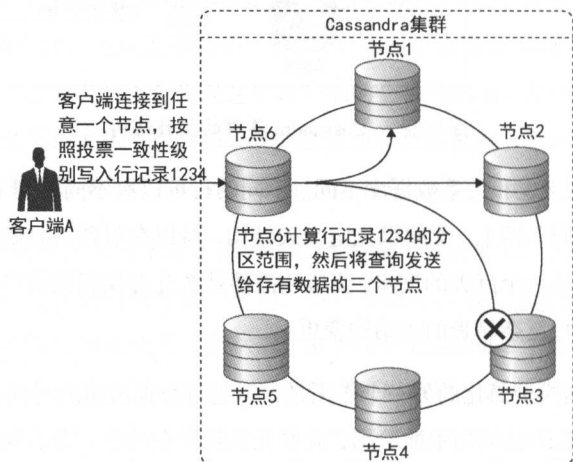 Cassandra集群
节点1
客户端连接到任
意一个节点，按
照投票一致性级
别写入行记录1234
节点6
节点2
客户端A
节点6计算行记录1234的分
区范围，然后将查询发送
给存有数据的三个节点
节点5
节点3
节点4